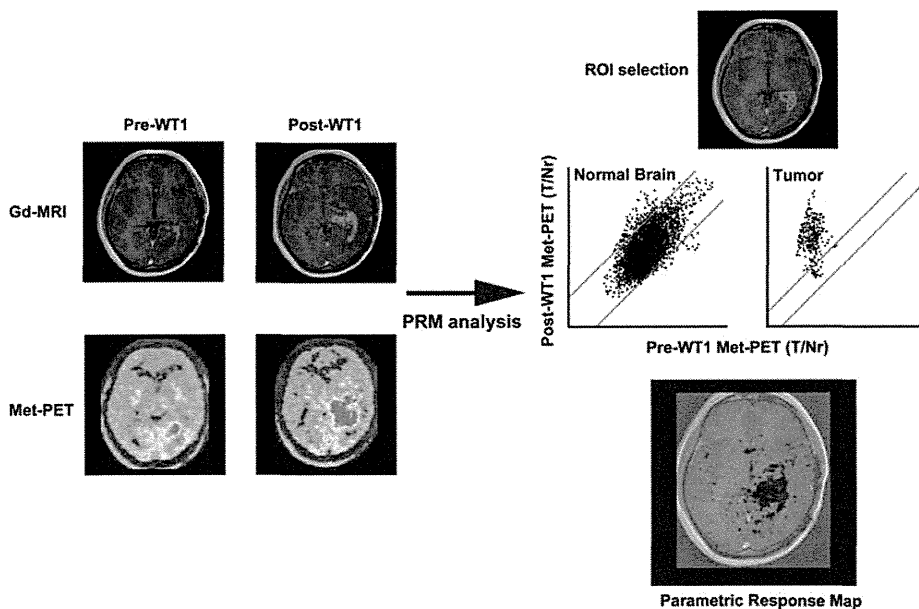 Pre-WT1
Post-WT1
Gd-MRI
Met-PET
PRM analysis
ROI selection
Normal Brain
Tumor
Post-WT1 Met-PET (T/Nr)
Pre-WT1 Met-PET (T/Nr)
Parametric Response Map